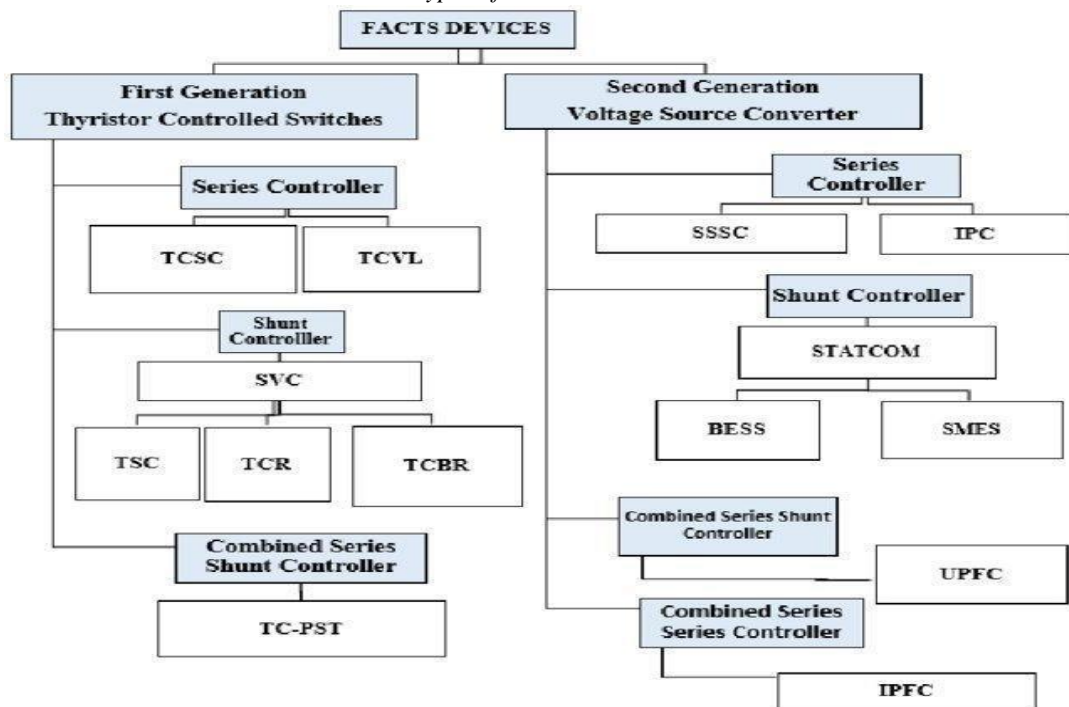 FACTS DEVICES
First Generation
Thyristor Controlled Switches
Second Generation
Voltage Source Converter
Series Controller
TCSC
TCVL
Shunt
Controlller
SVC
TSC
TCR
TCBR
Combined Series
Shunt Controller
TC-PST
Series
Controller
SSSC
IPC
Shunt Controller
STATCOM
BESS
SMES
Combined Series Shunt
Controller
UPFC
Combined Series
Series Controller
IPFC